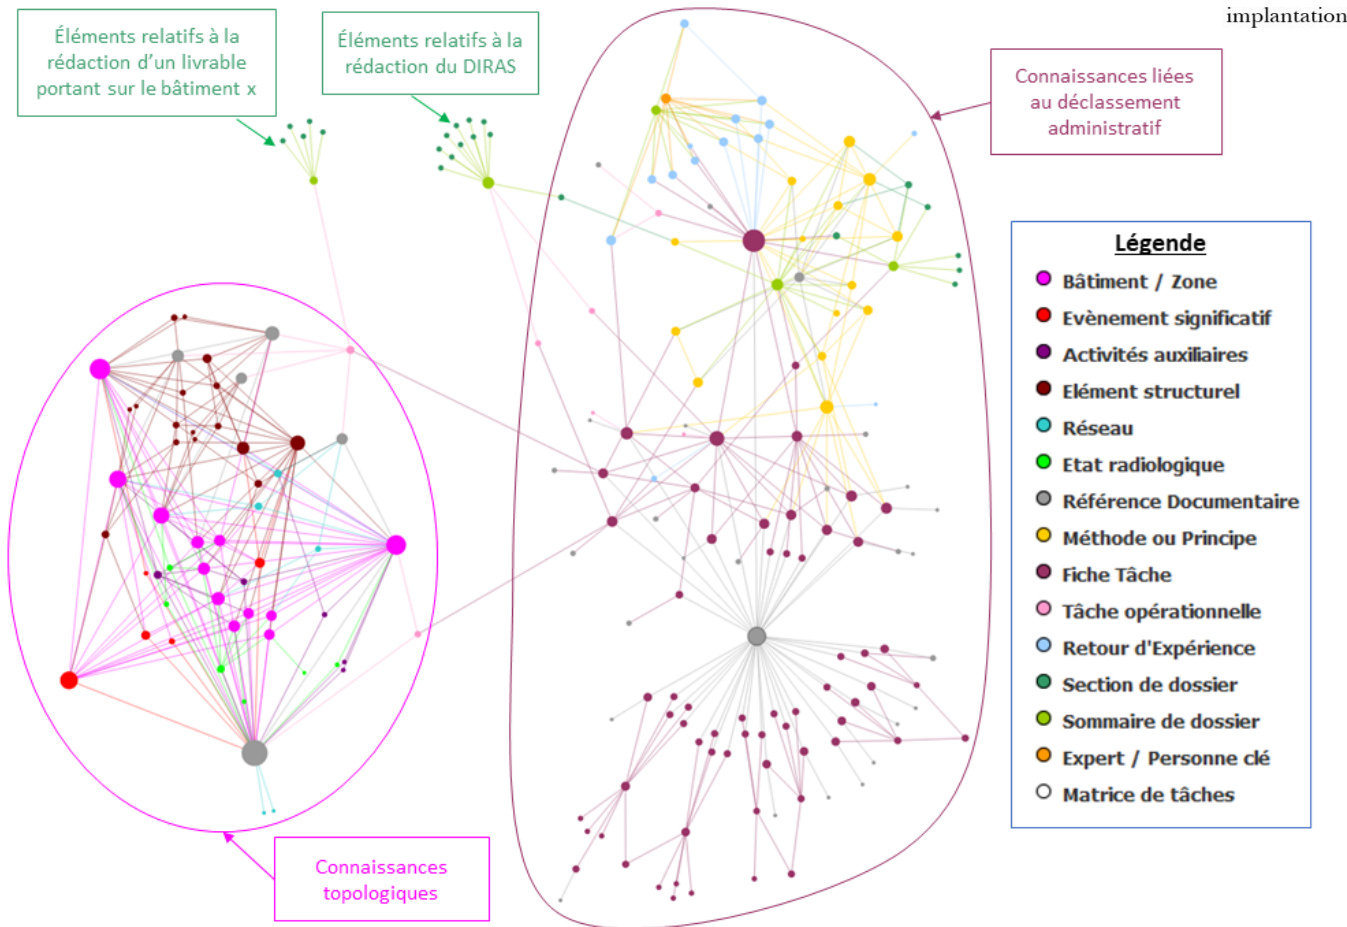 implantation
Éléments relatifs à la
rédaction d'un livrable
portant sur le bâtiment x
Éléments relatifs à la
rédaction du DIRAS
Connaissances liées
au déclassement
administratif
Légende
Bâtiment / Zone
Evènement significatif
Activités auxiliaires
Elément structurel
Réseau
Etat radiologique
Référence Documentaire
Méthode ou Principe
Fiche Tâche
Tâche opérationnelle
Retour d'Expérience
Section de dossier
Sommaire de dossier
Expert / Personne clé
Matrice de tâches
Connaissances
topologiques